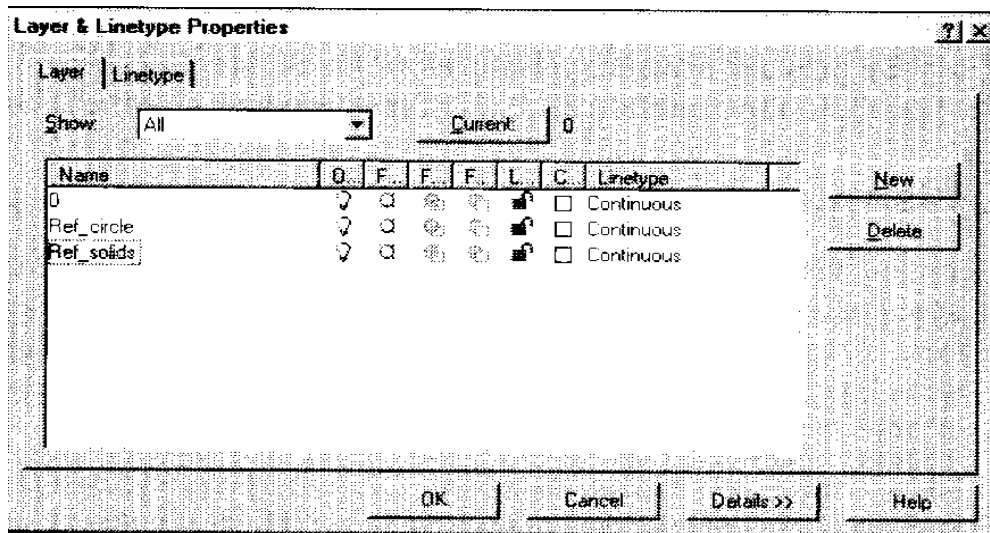 Layer & Linetype Properties
Layer Linetype
Show: All Current 0
Name O.. F.. F.. F.. L.. C.. Linetype New
0 Continuous
Ref_circle Continuous Delete
Ref_solids Continuous
OK Cancel Details >> Help